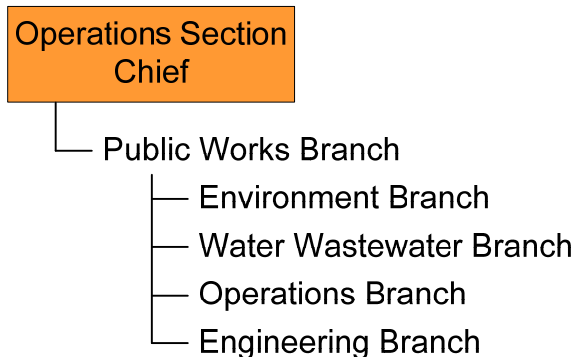 Operations Section
Chief
Public Works Branch
Environment Branch
Water Wastewater Branch
Operations Branch
Engineering Branch